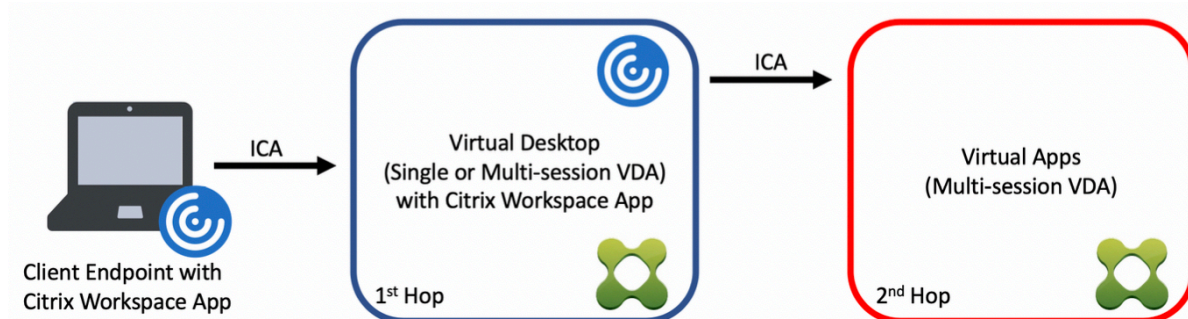 ICA
Client Endpoint with
Citrix Workspace App
Virtual Desktop
(Single or Multi-session VDA)
with Citrix Workspace App
1st Hop
ICA
Virtual Apps
(Multi-session VDA)
2nd Hop